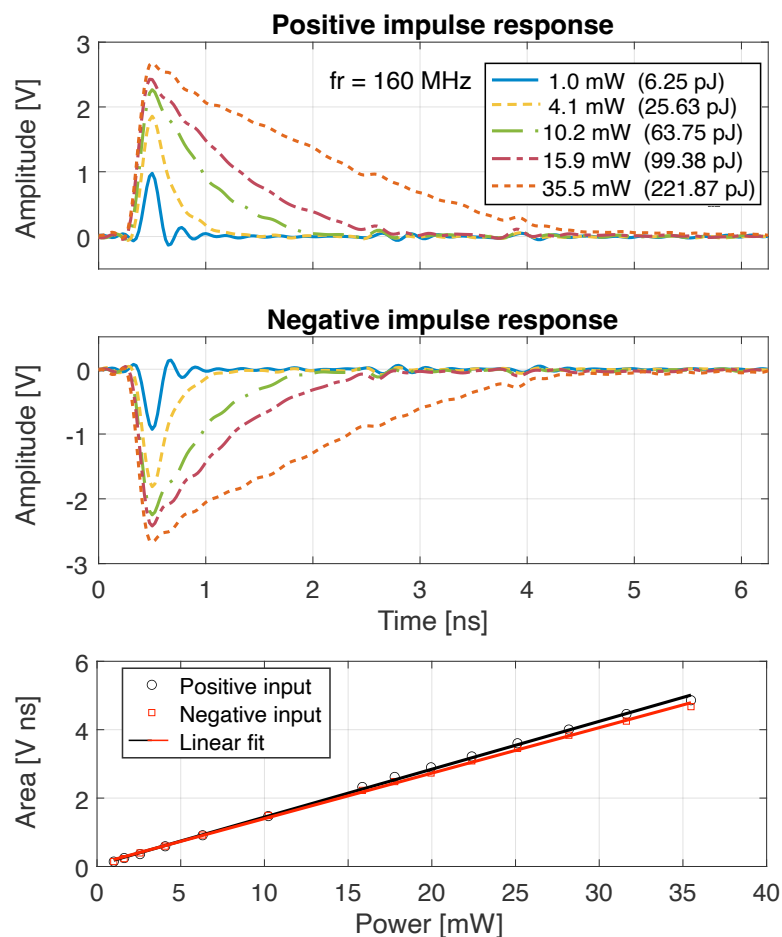 Positive impulse response
Amplitude [V]
3
2
1
0
fr = 160 MHz
1.0 mW (6.25 pJ)
4.1 mW (25.63 pJ)
10.2 mW (63.75 pJ)
15.9 mW (99.38 pJ)
35.5 mW (221.87 pJ)
Negative impulse response
Amplitude [V]
0
-1
-2
-3
0 1 2 3 4 5 6
Time [ns]
Area [V ns]
6
4
2
0
Positive input
Negative input
Linear fit
0 5 10 15 20 25 30 35 40
Power [mW]